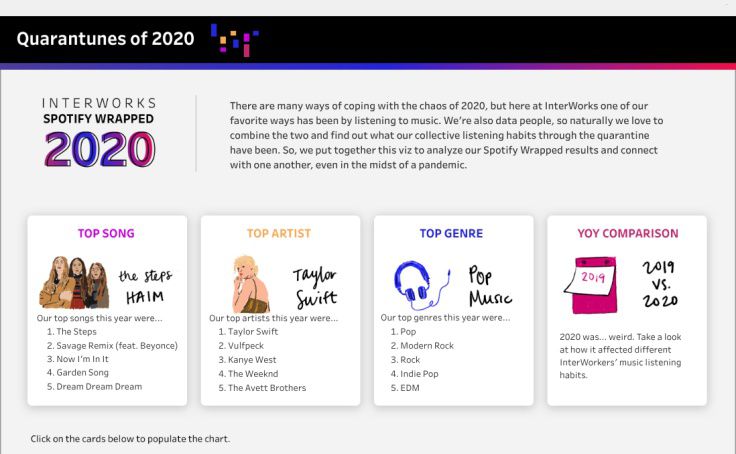 Quarantunes of 2020
INTERWORKS
SPOTIFY WRAPPED
2020
There are many ways of coping with the chaos of 2020, but here at InterWorks one of our
favorite ways has been by listening to music. We're also data people, so naturally we love to
combine the two and find out what our collective listening habits through the quarantine
have been. So, we put together this viz to analyze our Spotify Wrapped results and connect
with one another, even in the midst of a pandemic.
TOP SONG
the steps
HAIM
Our top songs this year were...
1. The Steps
2. Savage Remix (feat. Beyonce)
3. Now I'm In It
4. Garden Song
5. Dream Dream Dream
TOP ARTIST
Taylor
Swift
Our top artists this year were...
1. Taylor Swift
2. Vulfpeck
3. Kanye West
4. The Weeknd
5. The Avett Brothers
TOP GENRE
Pop
Music
Our top genres this year were...
1. Pop
2. Modern Rock
3. Rock
4. Indie Pop
5. EDM
YOY COMPARISON
2019
2019
VS.
2020
2020 was... weird. Take a look
at how it affected different
InterWorkers' music listening
habits.
Click on the cards below to populate the chart.